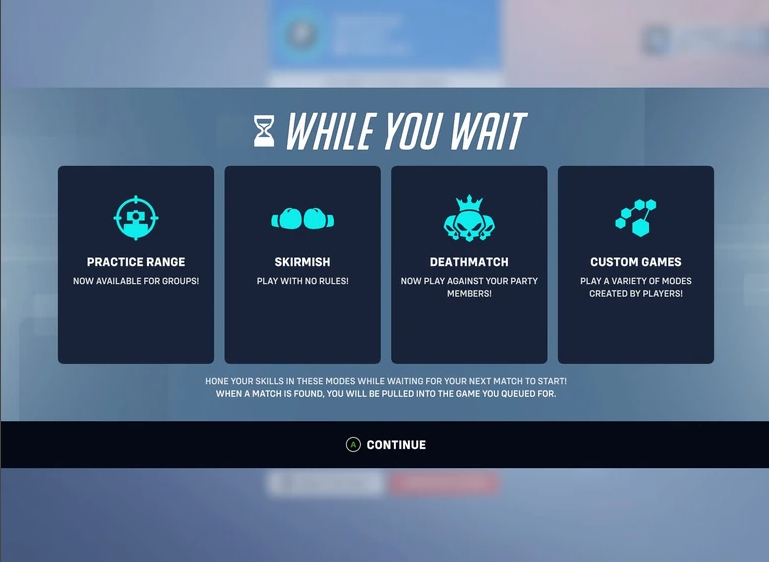 WHILE YOU WAIT
PRACTICE RANGE
NOW AVAILABLE FOR GROUPS!
SKIRMISH
PLAY WITH NO RULES!
DEATHMATCH
NOW PLAY AGAINST YOUR PARTY
MEMBERS!
CUSTOM GAMES
PLAY A VARIETY OF MODES
CREATED BY PLAYERS!
HONE YOUR SKILLS IN THESE MODES WHILE WAITING FOR YOUR NEXT MATCH TO START!
WHEN A MATCH IS FOUND, YOU WILL BE PULLED INTO THE GAME YOU QUEUED FOR.
A CONTINUE